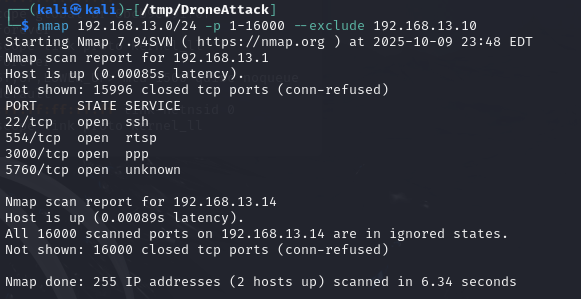 ┌──(kali㉿kali)-[/tmp/DroneAttack]
└─$ nmap 192.168.13.0/24 -p 1-16000 --exclude 192.168.13.10
Starting Nmap 7.94SVN ( https://nmap.org ) at 2025-10-09 23:48 EDT
Nmap scan report for 192.168.13.1
Host is up (0.00085s latency).
Not shown: 15996 closed tcp ports (conn-refused)
PORT     STATE SERVICE
22/tcp   open  ssh
554/tcp  open  rtsp
3000/tcp open  ppp
5760/tcp open  unknown

Nmap scan report for 192.168.13.14
Host is up (0.00089s latency).
All 16000 scanned ports on 192.168.13.14 are in ignored states.
Not shown: 16000 closed tcp ports (conn-refused)

Nmap done: 255 IP addresses (2 hosts up) scanned in 6.34 seconds